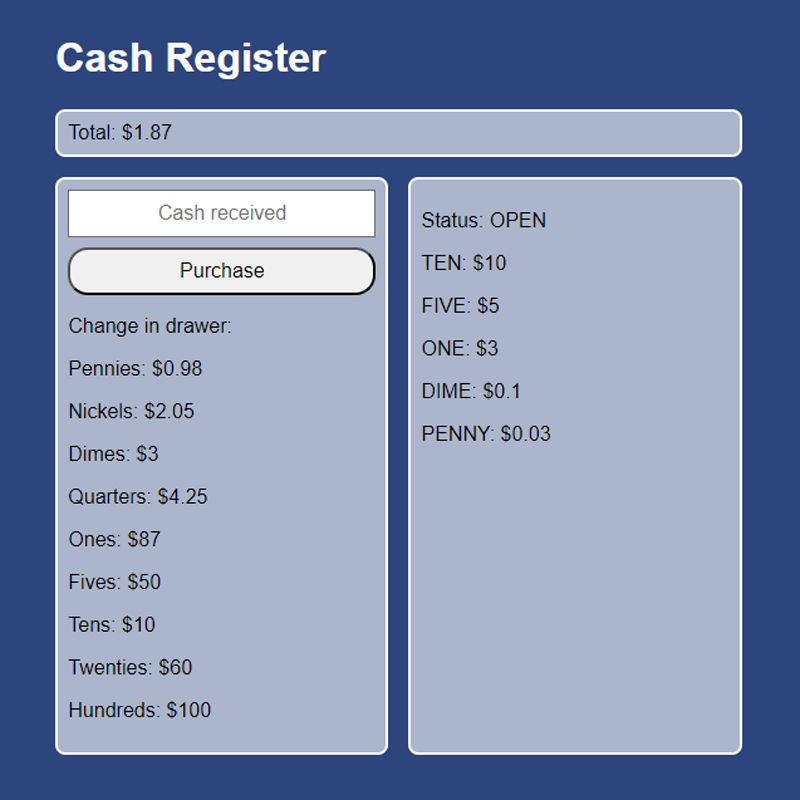 Cash Register
Total: $1.87
Cash received
Purchase
Change in drawer:
Pennies: $0.98
Nickels: $2.05
Dimes: $3
Quarters: $4.25
Ones: $87
Fives: $50
Tens: $10
Twenties: $60
Hundreds: $100
Status: OPEN
TEN: $10
FIVE: $5
ONE: $3
DIME: $0.1
PENNY: $0.03